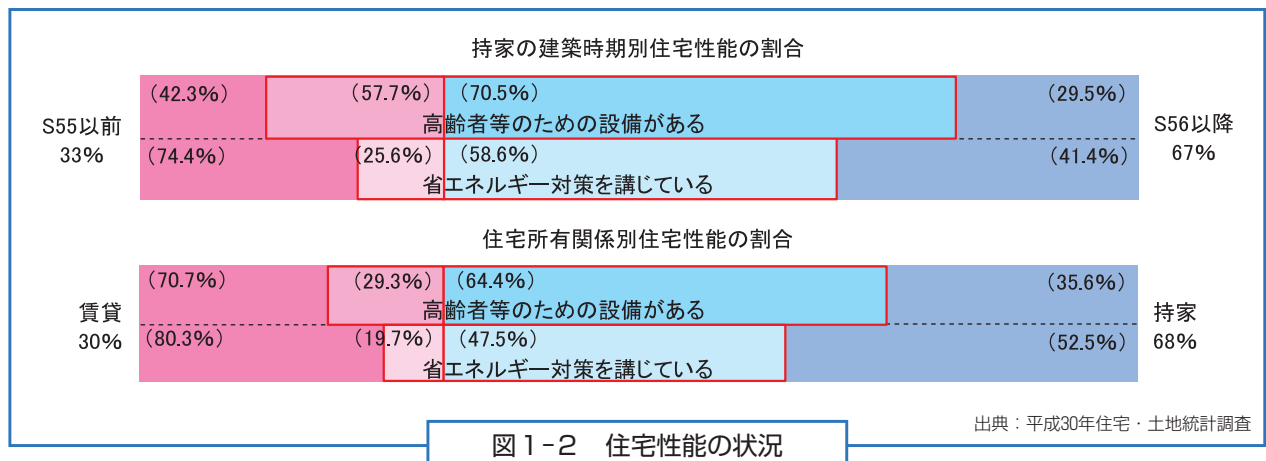 持家の建築時期別住宅性能の割合
(42.3%) (57.7%) (70.5%) (29.5%)
高齢者等のための設備がある
S55以前
33%
S56以降
67%
(74.4%) (25.6%) (58.6%) (41.4%)
省エネルギー対策を講じている
住宅所有関係別住宅性能の割合
(70.7%) (29.3%) (64.4%) (35.6%)
高齢者等のための設備がある
賃貸
30%
持家
68%
(80.3%) (19.7%) (47.5%) (52.5%)
省エネルギー対策を講じている
出典:平成30年住宅・土地統計調査
図1-2 住宅性能の状況